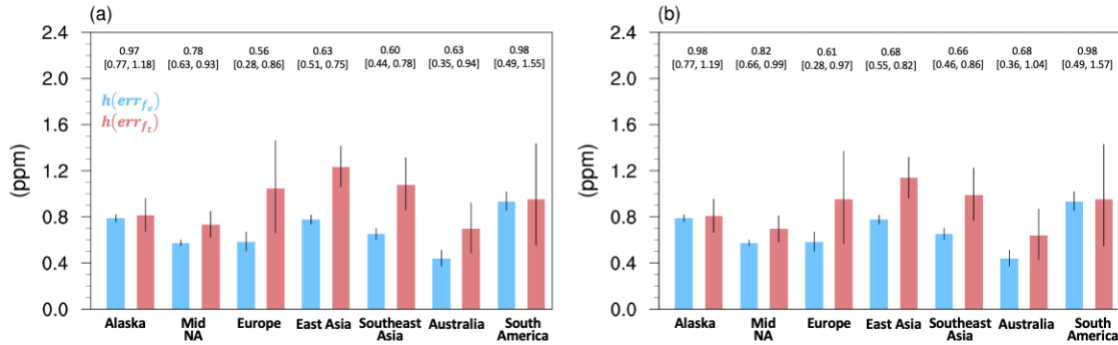 (a)
(ppm)
2.4
2.0
1.6
1.2
0.8
0.4
0.0
0.97 0.78 0.56 0.63 0.60 0.63 0.98
[0.77, 1.18] [0.63, 0.93] [0.28, 0.86] [0.51, 0.75] [0.44, 0.78] [0.35, 0.94] [0.49, 1.55]
h(err_{f_e})
h(err_{f_t})
Alaska Mid Europe East Asia Southeast Australia South
NA Asia America
(b)
(ppm)
2.4
2.0
1.6
1.2
0.8
0.4
0.0
0.98 0.82 0.61 0.68 0.66 0.68 0.98
[0.77, 1.19] [0.66, 0.99] [0.28, 0.97] [0.55, 0.82] [0.46, 0.86] [0.36, 1.04] [0.49, 1.57]
Alaska Mid Europe East Asia Southeast Australia South
NA Asia America